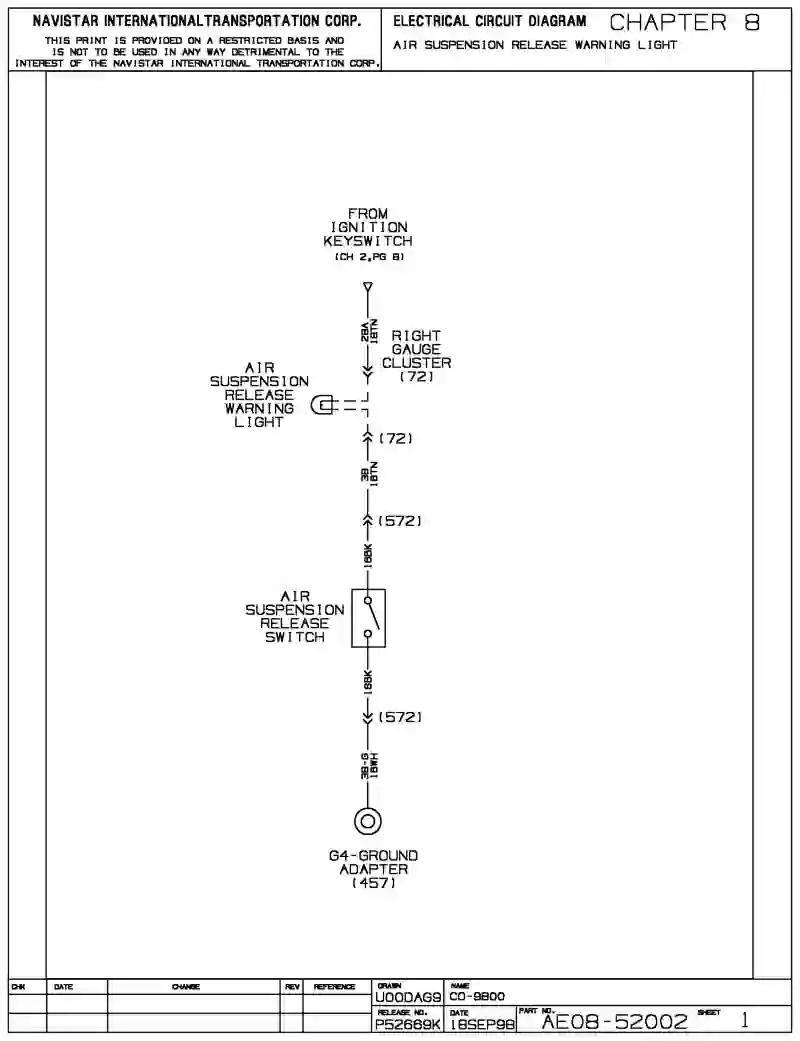 NAVISTAR INTERNATIONAL TRANSPORTATION CORP.
THIS PRINT IS PROVIDED ON A RESTRICTED BASIS AND
IS NOT TO BE USED IN ANY WAY DETRIMENTAL TO THE
INTEREST OF THE NAVISTAR INTERNATIONAL TRANSPORTATION CORP.
ELECTRICAL CIRCUIT DIAGRAM CHAPTER 8
AIR SUSPENSION RELEASE WARNING LIGHT
FROM
IGNITION
KEYSWITCH
(CH 2,PG 8)
28A
18TN
RIGHT
GAUGE
CLUSTER
(72)
AIR
SUSPENSION
RELEASE
WARNING
LIGHT
(72)
38
18TN
(572)
16BK
AIR
SUSPENSION
RELEASE
SWITCH
16BK
(572)
38-G
18WH
G4-GROUND
ADAPTER
(457)
CHK DATE CHANGE REV REFERENCE
DRAWN
U00DAG9
NAME
CO-9800
RELEASE NO.
P52669K
DATE
18SEP98
PART NO.
AE08-52002
SHEET
1